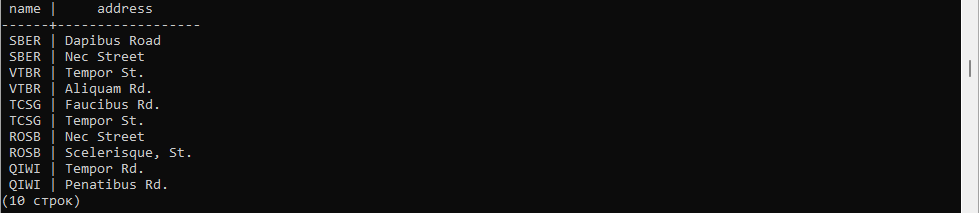 name |     address
------+------------------
SBER | Dapibus Road
SBER | Nec Street
VTBR | Tempor St.
VTBR | Aliquam Rd.
TCSG | Faucibus Rd.
TCSG | Tempor St.
ROSB | Nec Street
ROSB | Scelerisque, St.
QIWI | Tempor Rd.
QIWI | Penatibus Rd.
(10 строк)